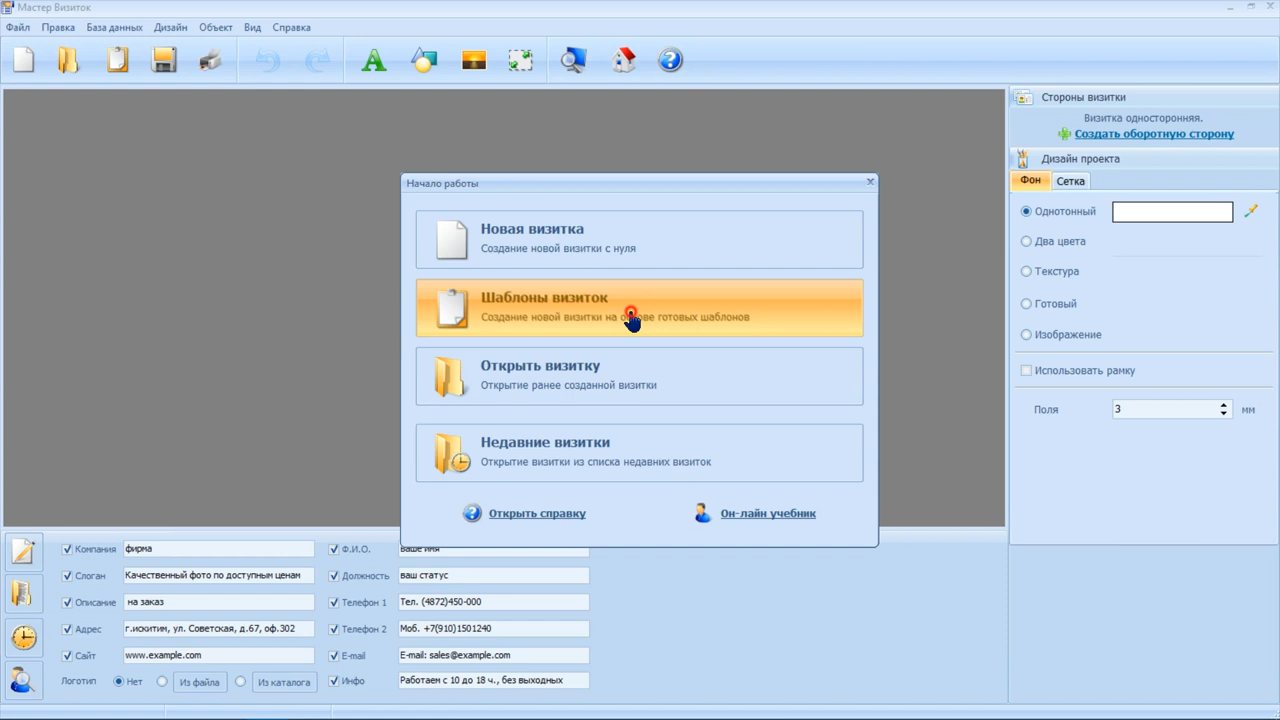 Мастер Визиток
Файл Правка База данных Дизайн Объект Вид Справка
Стороны визитки
Визитка односторонняя.
Создать оборотную сторону
Дизайн проекта
Фон Сетка
Однотонный
Два цвета
Текстура
Готовый
Изображение
Использовать рамку
Поля 3 мм
Начало работы
Новая визитка
Создание новой визитки с нуля
Шаблоны визиток
Создание новой визитки на основе готовых шаблонов
Открыть визитку
Открытие ранее созданной визитки
Недавние визитки
Открытие визитки из списка недавних визиток
Открыть справку Он-лайн учебник
Компания фирма Ф.И.О. ваше имя
Слоган Качественный фото по доступным ценам Должность ваш статус
Описание на заказ Телефон 1 Тел. (4872)450-000
Адрес г.искитим, ул. Советская, д.67, оф.302 Телефон 2 Моб. +7(910)1501240
Сайт www.example.com E-mail E-mail: sales@example.com
Логотип Нет Из файла Из каталога Инфо Работаем с 10 до 18 ч., без выходных